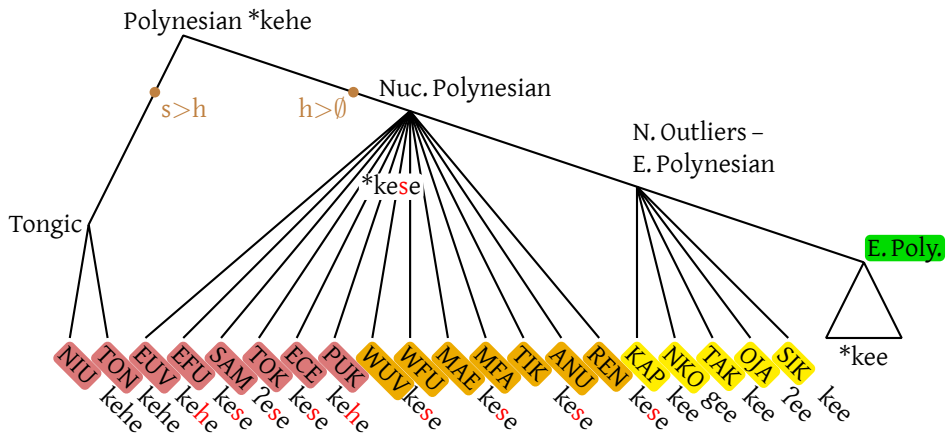 Polynesian *kehe
s>h
h>∅
Nuc. Polynesian
N. Outliers –
E. Polynesian
*kese
Tongic
E. Poly.
NIU
TON
EUV
EFU
SAM
TOK
ECE
PUK
WUV
WFU
MAE
MFA
TIK
ANU
REN
KAP
NKO
TAK
OJA
SIK
*kee
kehe
kehe
kehe
kese
ʔese
kese
kehe
kese
kese
kese
kese
kee
gee
kee
ʔee
kee